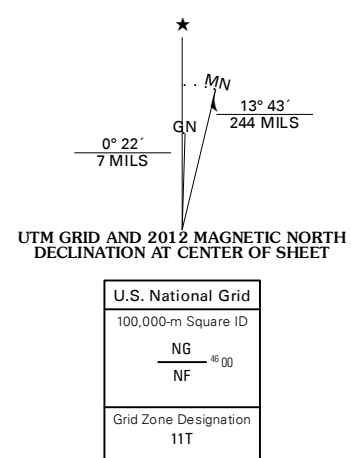 ★
MN
GN
13° 43´
244 MILS
0° 22´
7 MILS
UTM GRID AND 2012 MAGNETIC NORTH
DECLINATION AT CENTER OF SHEET
U.S. National Grid
100,000-m Square ID
NG
46 00
NF
Grid Zone Designation
11T